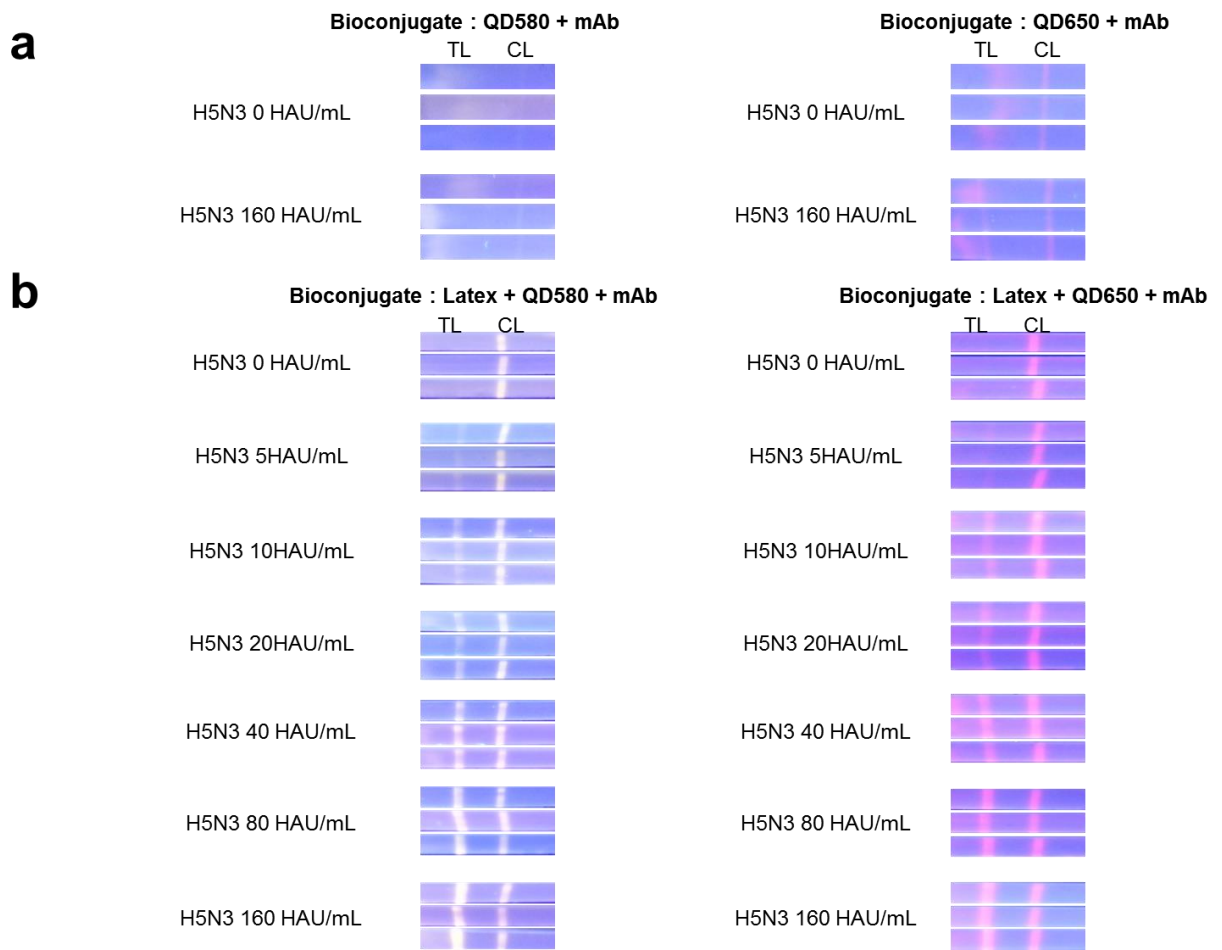 a
Bioconjugate : QD580 + mAb
Bioconjugate : QD650 + mAb
TL CL
TL CL
H5N3 0 HAU/mL
H5N3 0 HAU/mL
H5N3 160 HAU/mL
H5N3 160 HAU/mL
b
Bioconjugate : Latex + QD580 + mAb
Bioconjugate : Latex + QD650 + mAb
TL CL
TL CL
H5N3 0 HAU/mL
H5N3 0 HAU/mL
H5N3 5HAU/mL
H5N3 5HAU/mL
H5N3 10HAU/mL
H5N3 10HAU/mL
H5N3 20HAU/mL
H5N3 20HAU/mL
H5N3 40 HAU/mL
H5N3 40 HAU/mL
H5N3 80 HAU/mL
H5N3 80 HAU/mL
H5N3 160 HAU/mL
H5N3 160 HAU/mL